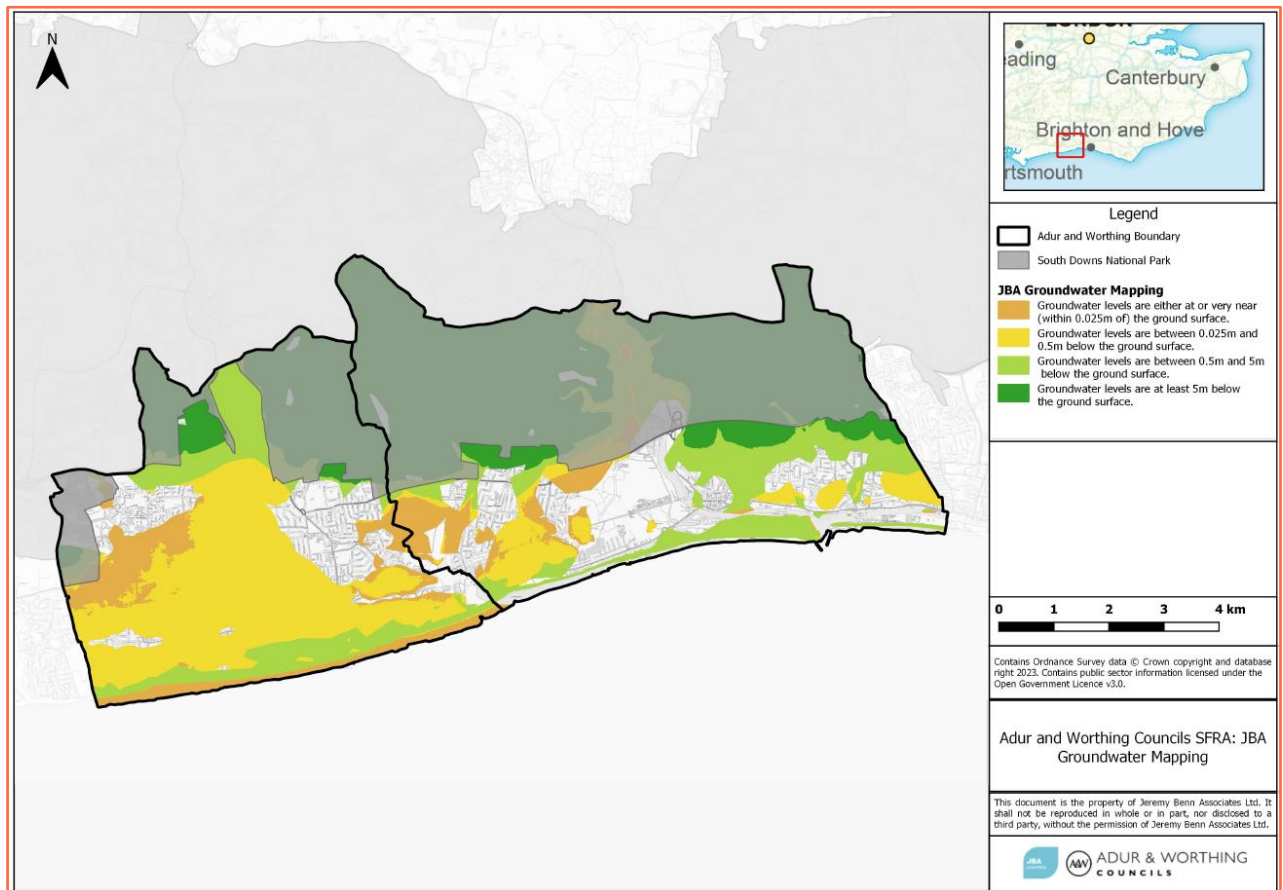 N
LONDON
eading
Canterbury
Brighton and Hove
rtsmouth
Legend
Adur and Worthing Boundary
South Downs National Park
JBA Groundwater Mapping
Groundwater levels are either at or very near
(within 0.025m of) the ground surface.
Groundwater levels are between 0.025m and
0.5m below the ground surface.
Groundwater levels are between 0.5m and 5m
below the ground surface.
Groundwater levels are at least 5m below
the ground surface.
0 1 2 3 4 km
Contains Ordnance Survey data © Crown copyright and database
right 2023. Contains public sector information licensed under the
Open Government Licence v3.0.
Adur and Worthing Councils SFRA: JBA
Groundwater Mapping
This document is the property of Jeremy Benn Associates Ltd. It
shall not be reproduced in whole or in part, nor disclosed to a
third party, without the permission of Jeremy Benn Associates Ltd.
JBA
A&W ADUR & WORTHING
COUNCILS